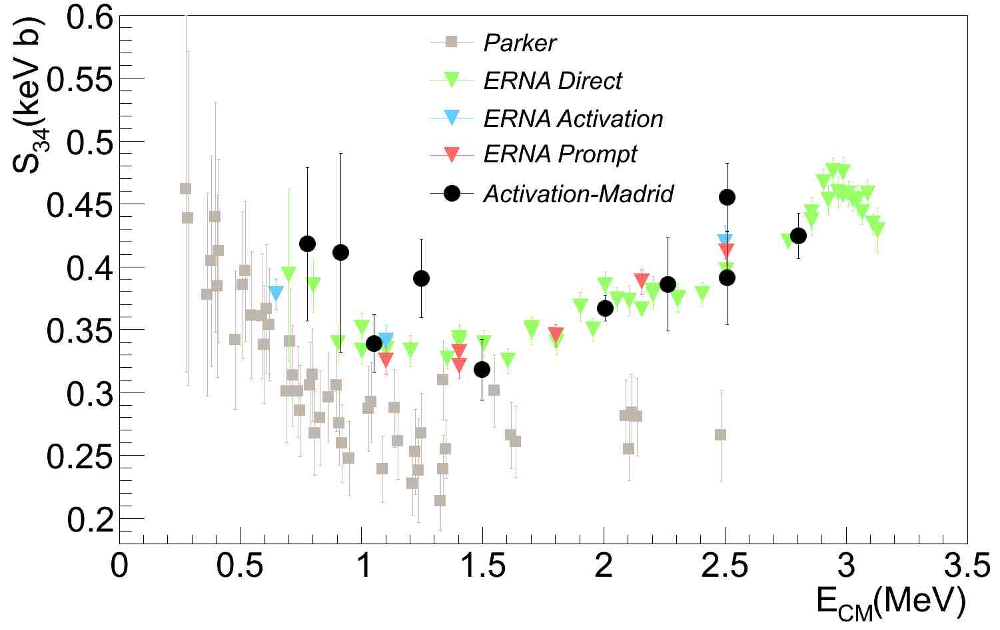 S34(keV b)
0.6
0.55
0.5
0.45
0.4
0.35
0.3
0.25
0.2
Parker
ERNA Direct
ERNA Activation
ERNA Prompt
Activation-Madrid
0 0.5 1 1.5 2 2.5 3 3.5
ECM(MeV)